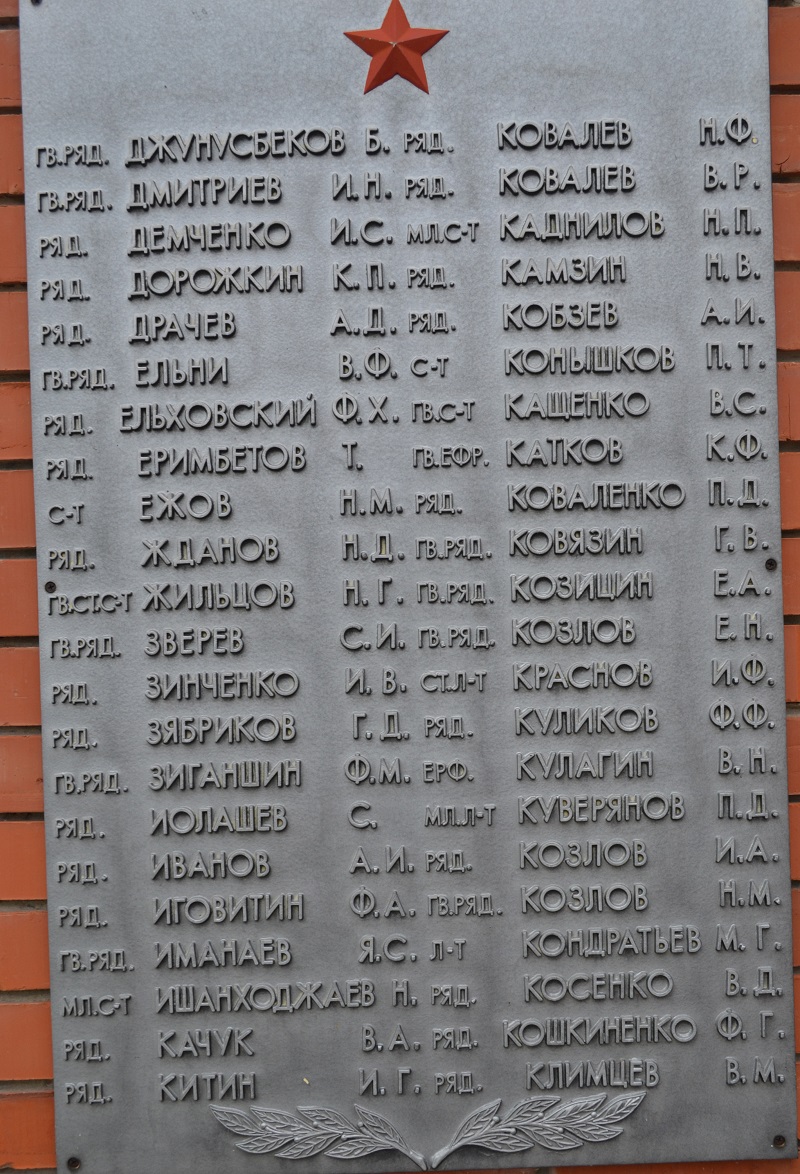 ГВ.РЯД. ДЖУНУСБЕКОВ Б.
ГВ.РЯД. ДМИТРИЕВ И.Н.
РЯД. ДЕМЧЕНКО И.С.
РЯД. ДОРОЖКИН К.П.
РЯД. ДРАЧЕВ А.Д.
ГВ.РЯД. ЕЛЬНИ В.Ф.
РЯД. ЕЛЬХОВСКИЙ Ф.Х.
РЯД. ЕРИМБЕТОВ Т.
С-Т ЕЖОВ Н.М.
РЯД. ЖДАНОВ Н.Д.
ГВ.СТ.С-Т ЖИЛЬЦОВ Н.Г.
ГВ.РЯД. ЗВЕРЕВ С.И.
РЯД. ЗИНЧЕНКО И.В.
РЯД. ЗЯБРИКОВ Г.Д.
ГВ.РЯД. ЗИГАНШИН Ф.М.
РЯД. ИОЛАШЕВ С.
РЯД. ИВАНОВ А.И.
РЯД. ИГОВИТИН Ф.А.
ГВ.РЯД. ИМАНАЕВ Я.С.
МЛ.С-Т ИШАНХОДЖАЕВ Н.
РЯД. КАЧУК В.А.
РЯД. КИТИН И.Г.
РЯД. КОВАЛЕВ Н.Ф.
РЯД. КОВАЛЕВ В.Р.
МЛ.С-Т КАДНИЛОВ Н.П.
РЯД. КАМЗИН Н.В.
РЯД. КОБЗЕВ А.И.
С-Т КОНЫШКОВ П.Т.
ГВ.С-Т КАЩЕНКО В.С.
ГВ.ЕФР. КАТКОВ К.Ф.
РЯД. КОВАЛЕНКО П.Д.
ГВ.РЯД. КОВЯЗИН Г.В.
ГВ.РЯД. КОЗИЦИН Е.А.
ГВ.РЯД. КОЗЛОВ Е.Н.
СТ.Л-Т КРАСНОВ И.Ф.
РЯД. КУЛИКОВ Ф.Ф.
ЕРФ. КУЛАГИН В.Н.
МЛ.Л-Т КУВЕРЯНОВ П.Д.
РЯД. КОЗЛОВ И.А.
ГВ.РЯД. КОЗЛОВ Н.М.
Л-Т КОНДРАТЬЕВ М.Г.
РЯД. КОСЕНКО В.Д.
РЯД. КОШКИНЕНКО Ф.Г.
РЯД. КЛИМЦЕВ В.М.